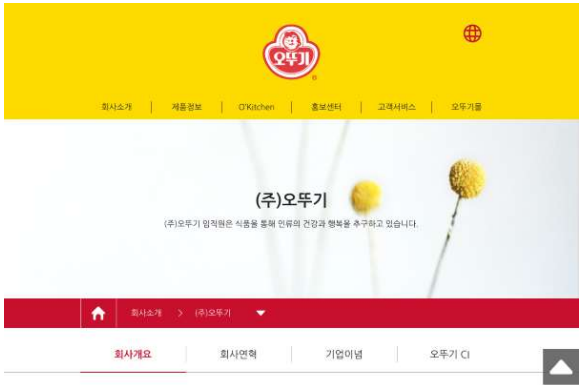 오뚜기
회사소개 | 제품정보 | O'Kitchen | 홍보센터 | 고객서비스 | 오뚜기몰
(주)오뚜기
(주)오뚜기 임직원은 식품을 통해 인류의 건강과 행복을 추구하고 있습니다.
회사소개 > (주)오뚜기
회사개요 회사연혁 기업이념 오뚜기 CI